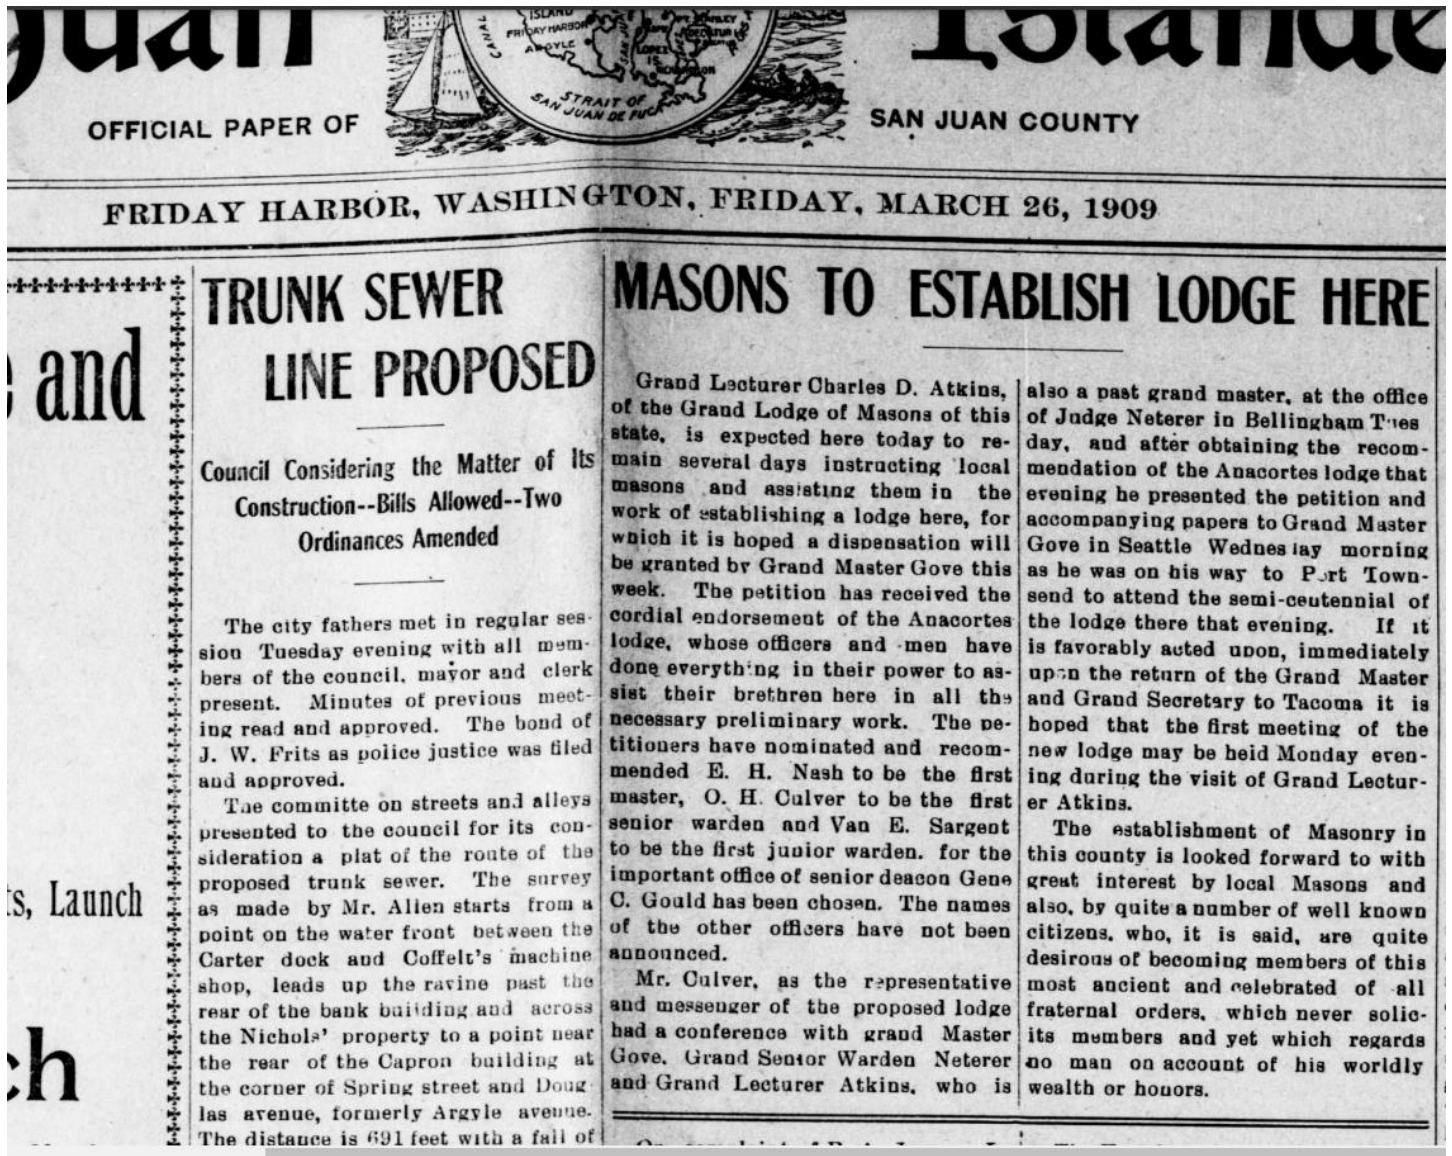 Juan
Islande
ISLAND
FRIDAY HARBOR
ARGYLE
LOPEZ
IS.
RICHARDSON
DECATUR
CANAL
STRAIT OF
SAN JUAN DE FUCA
OFFICIAL PAPER OF
SAN JUAN COUNTY
FRIDAY HARBOR, WASHINGTON, FRIDAY, MARCH 26, 1909
and
ts, Launch
ch
TRUNK SEWER
LINE PROPOSED
Council Considering the Matter of Its
Construction--Bills Allowed--Two
Ordinances Amended
The city fathers met in regular ses-
sion Tuesday evening with all mem-
bers of the council, mayor and clerk
present. Minutes of previous meet-
ing read and approved. The bond of
J. W. Frits as police justice was filed
and approved.
The committe on streets and alleys
presented to the council for its con-
sideration a plat of the route of the
proposed trunk sewer. The survey
as made by Mr. Allen starts from a
point on the water front between the
Carter dock and Coffelt's machine
shop, leads up the ravine past the
rear of the bank building and across
the Nichols' property to a point near
the rear of the Capron building at
the corner of Spring street and Doug-
las avenue, formerly Argyle avenue.
The distance is 691 feet with a fall of
MASONS TO ESTABLISH LODGE HERE
Grand Lecturer Charles D. Atkins,
of the Grand Lodge of Masons of this
state, is expected here today to re-
main several days instructing local
masons and assisting them in the
work of establishing a lodge here, for
which it is hoped a dispensation will
be granted by Grand Master Gove this
week. The petition has received the
cordial endorsement of the Anacortes
lodge, whose officers and men have
done everything in their power to as-
sist their brethren here in all the
necessary preliminary work. The pe-
titioners have nominated and recom-
mended E. H. Nash to be the first
master, O. H. Culver to be the first
senior warden and Van E. Sargent
to be the first junior warden. for the
important office of senior deacon Gene
C. Gould has been chosen. The names
of the other officers have not been
announced.
Mr. Culver, as the representative
and messenger of the proposed lodge
had a conference with grand Master
Gove, Grand Senior Warden Neterer
and Grand Lecturer Atkins, who is
also a past grand master, at the office
of Judge Neterer in Bellingham Tues
day, and after obtaining the recom-
mendation of the Anacortes lodge that
evening he presented the petition and
accompanying papers to Grand Master
Gove in Seattle Wednesday morning
as he was on his way to Port Town-
send to attend the semi-centennial of
the lodge there that evening. If it
is favorably acted upon, immediately
upon the return of the Grand Master
and Grand Secretary to Tacoma it is
hoped that the first meeting of the
new lodge may be held Monday even-
ing during the visit of Grand Lectur-
er Atkins.
The establishment of Masonry in
this county is looked forward to with
great interest by local Masons and
also, by quite a number of well known
citizens, who, it is said, are quite
desirous of becoming members of this
most ancient and celebrated of all
fraternal orders, which never solic-
its members and yet which regards
no man on account of his worldly
wealth or honors.